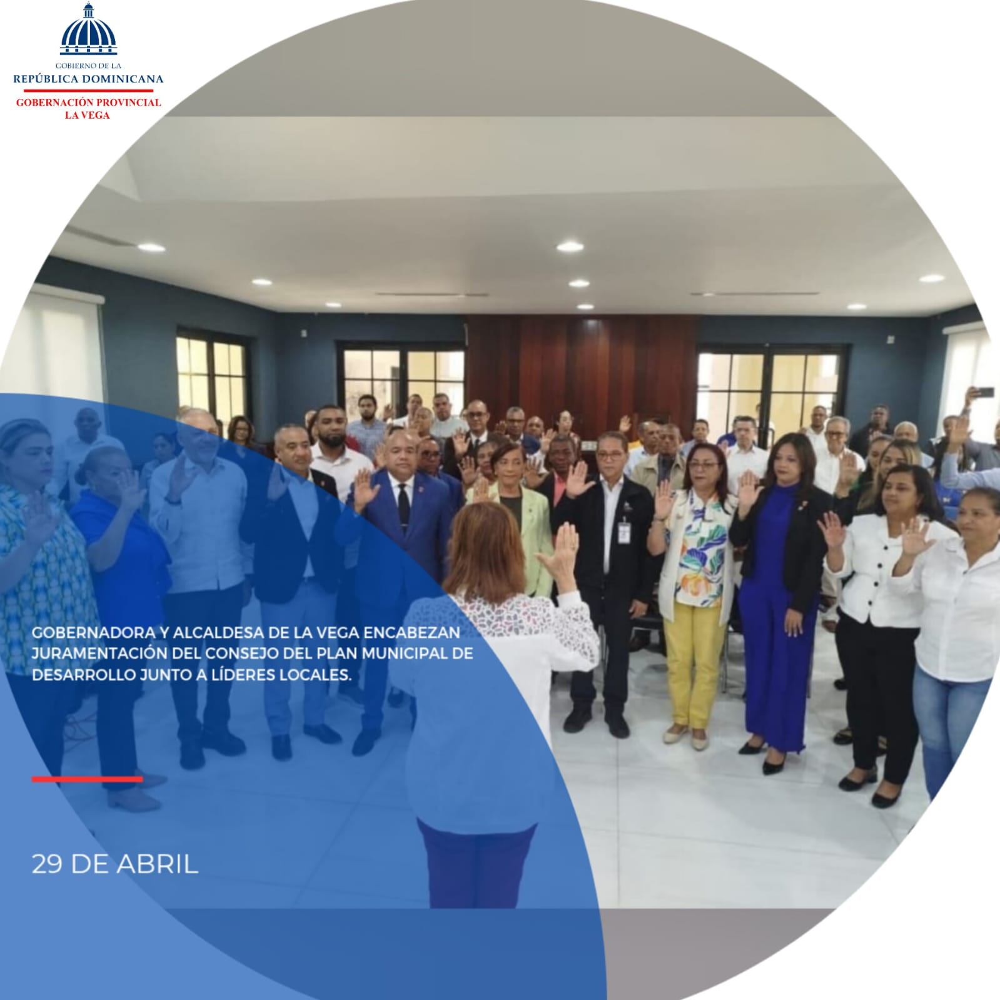 GOBIERNO DE LA
REPÚBLICA DOMINICANA
GOBERNACIÓN PROVINCIAL
LA VEGA
GOBERNADORA Y ALCALDESA DE LA VEGA ENCABEZAN
JURAMENTACIÓN DEL CONSEJO DEL PLAN MUNICIPAL DE
DESARROLLO JUNTO A LÍDERES LOCALES.
29 DE ABRIL